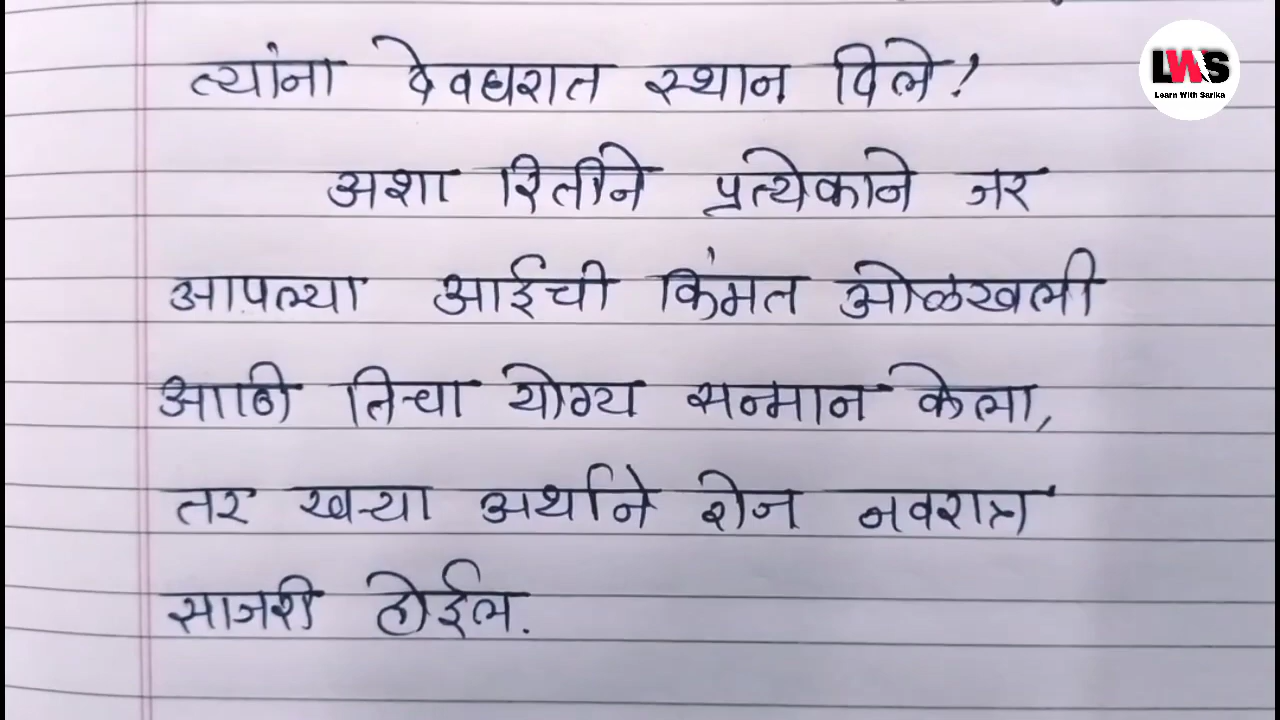 त्यांना देवघरात स्थान दिले!
अशा रितीने प्रत्येकाने जर
आपल्या आईची किंमत ओळखली
आणि तिचा योग्य सन्मान केला,
तर खऱ्या अर्थाने रोज नवरात्र
साजरी होईल.
LWS
Learn With Sarika